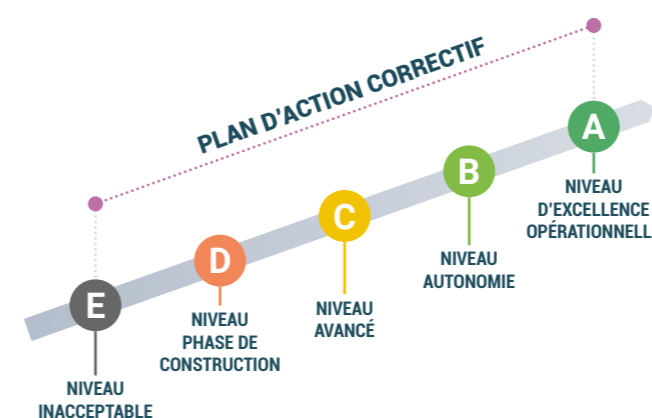 PLAN D'ACTION CORRECTIF
A
NIVEAU
D'EXCELLENCE
OPÉRATIONNELL
B
NIVEAU
AUTONOMIE
C
NIVEAU
AVANCÉ
D
NIVEAU
PHASE DE
CONSTRUCTION
E
NIVEAU
INACCEPTABLE